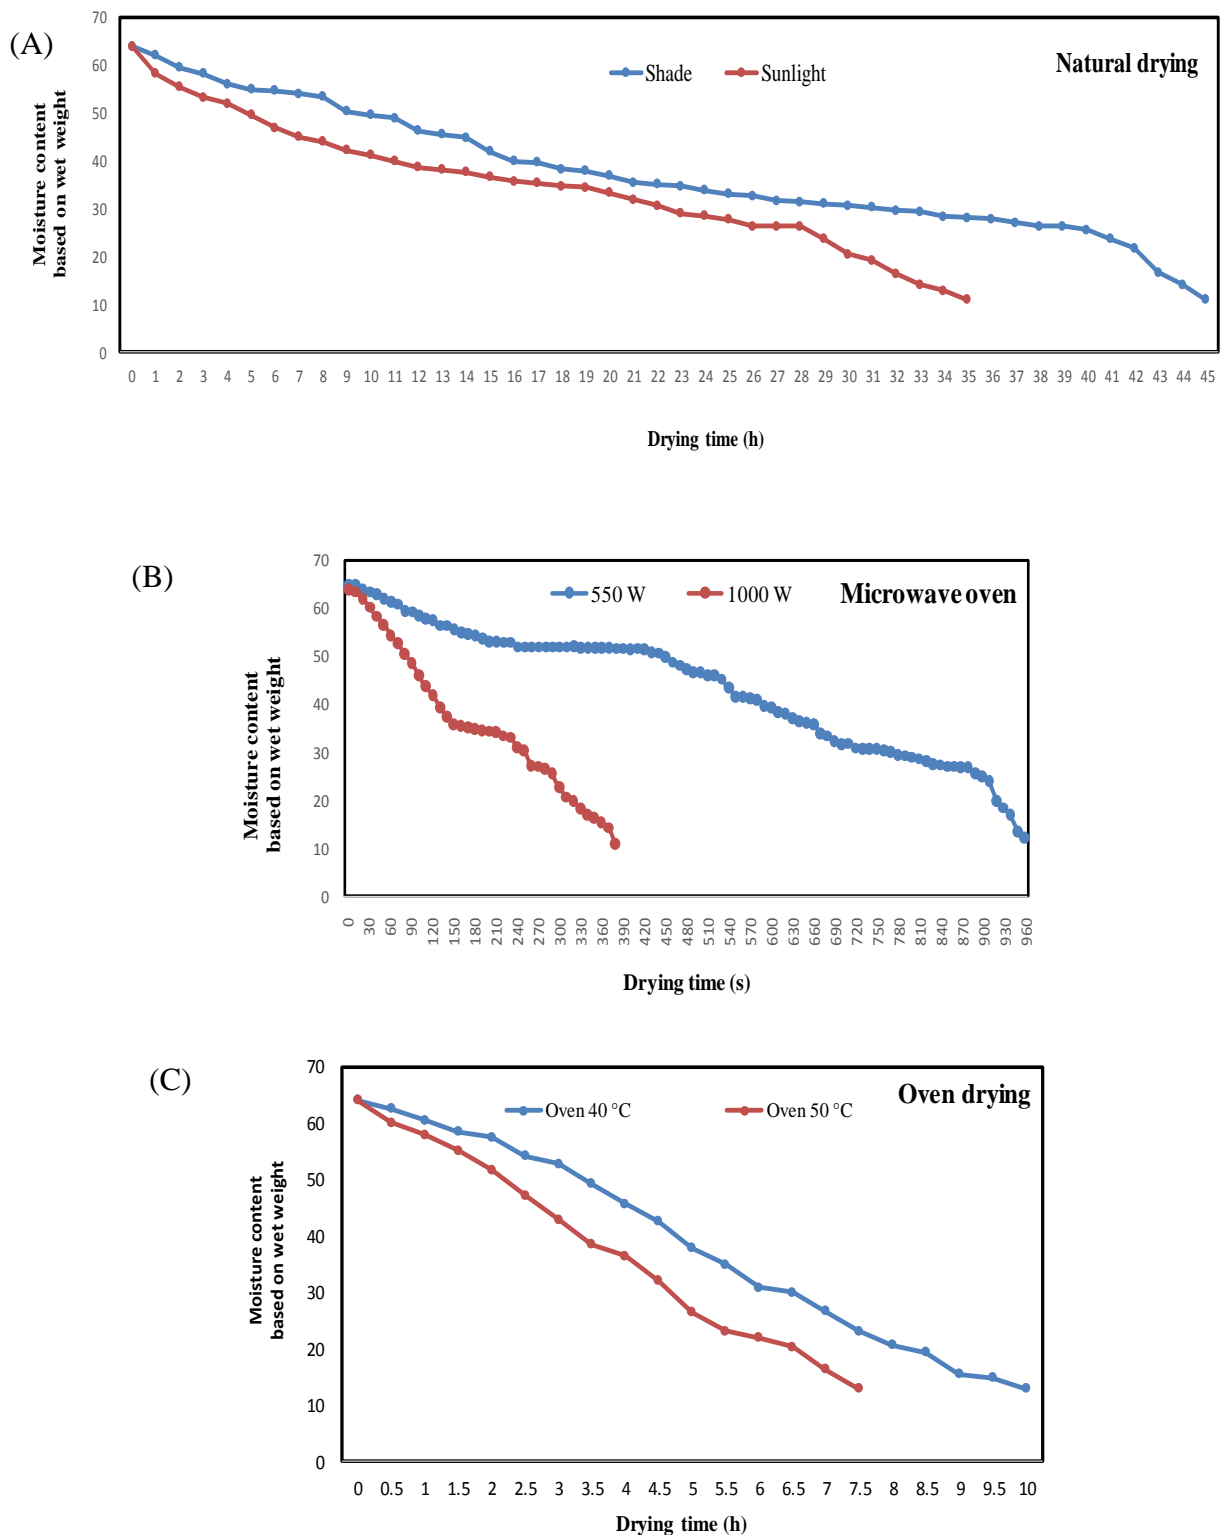 (A)
Natural drying
Shade Sunlight
Moisture content
based on wet weight
70
60
50
40
30
20
10
0
0 1 2 3 4 5 6 7 8 9 10 11 12 13 14 15 16 17 18 19 20 21 22 23 24 25 26 27 28 29 30 31 32 33 34 35 36 37 38 39 40 41 42 43 44 45
Drying time (h)
(B)
Microwave oven
550 W 1000 W
Moisture content
based on wet weight
70
60
50
40
30
20
10
0
0 30 60 90 120 150 180 210 240 270 300 330 360 390 420 450 480 510 540 570 600 630 660 690 720 750 780 810 840 870 900 930 960
Drying time (s)
(C)
Oven drying
Oven 40 °C Oven 50 °C
Moisture content
based on wet weight
70
60
50
40
30
20
10
0
0 0.5 1 1.5 2 2.5 3 3.5 4 4.5 5 5.5 6 6.5 7 7.5 8 8.5 9 9.5 10
Drying time (h)